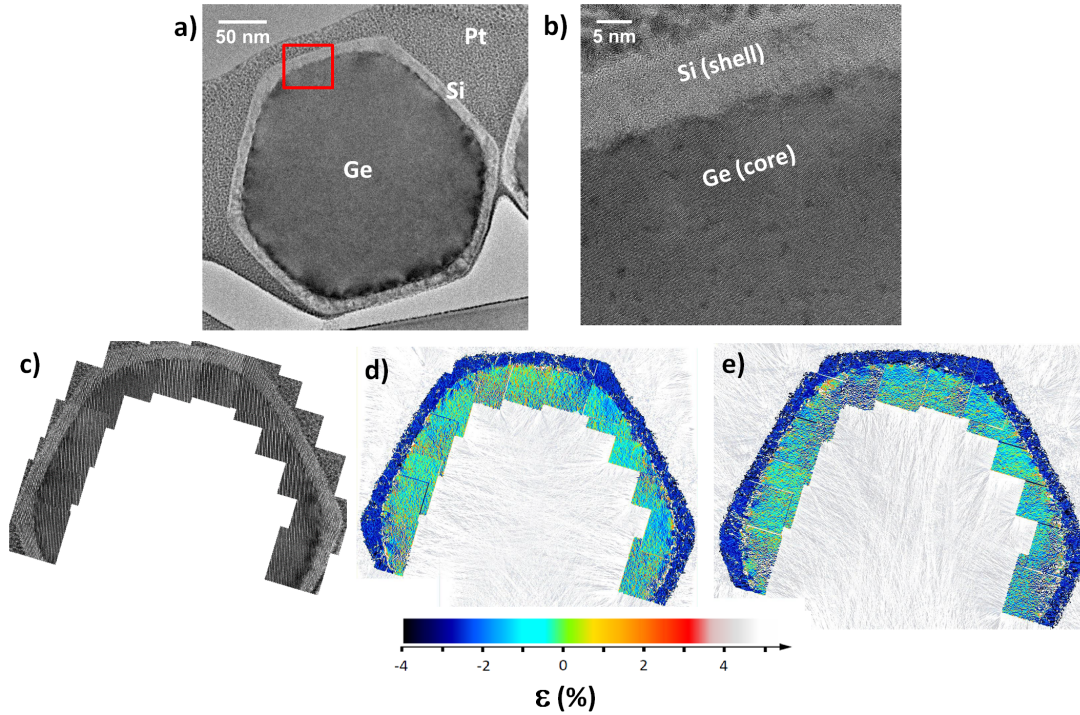 a)
50 nm
Pt
Si
Ge
b)
5 nm
Si (shell)
Ge (core)
c)
d)
e)
-4 -2 0 2 4
ε (%)